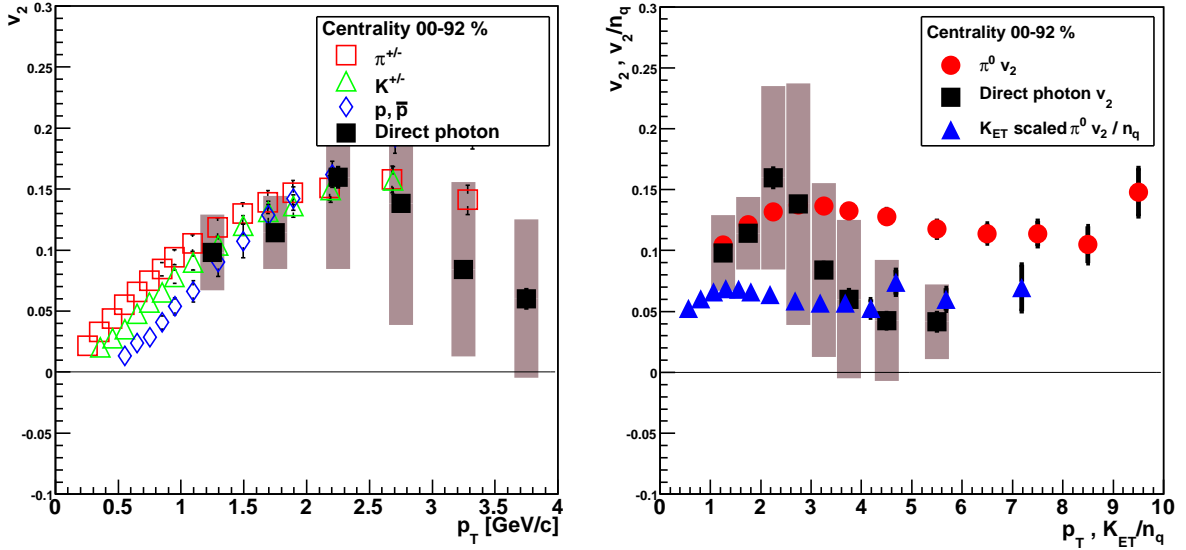 v2
0.3
0.25
0.2
0.15
0.1
0.05
0
-0.05
-0.1
Centrality 00-92 %
π+/-
K+/-
p, p̅
Direct photon
0 0.5 1 1.5 2 2.5 3 3.5 4
pT [GeV/c]
v2 , v2/nq
0.3
0.25
0.2
0.15
0.1
0.05
0
-0.05
-0.1
Centrality 00-92 %
π0 v2
Direct photon v2
KET scaled π0 v2 / nq
0 1 2 3 4 5 6 7 8 9 10
pT , KET/nq